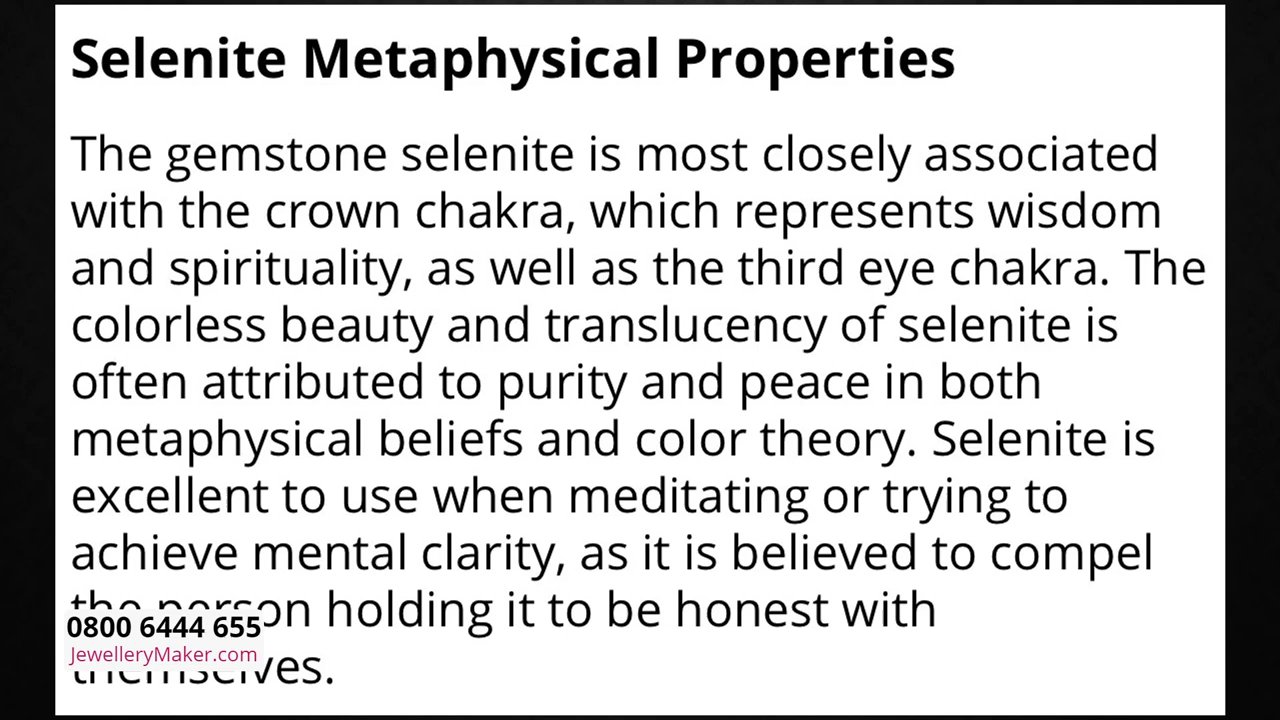 Selenite Metaphysical Properties
The gemstone selenite is most closely associated
with the crown chakra, which represents wisdom
and spirituality, as well as the third eye chakra. The
colorless beauty and translucency of selenite is
often attributed to purity and peace in both
metaphysical beliefs and color theory. Selenite is
excellent to use when meditating or trying to
achieve mental clarity, as it is believed to compel
the person holding it to be honest with
themselves.
0800 6444 655
JewelleryMaker.com